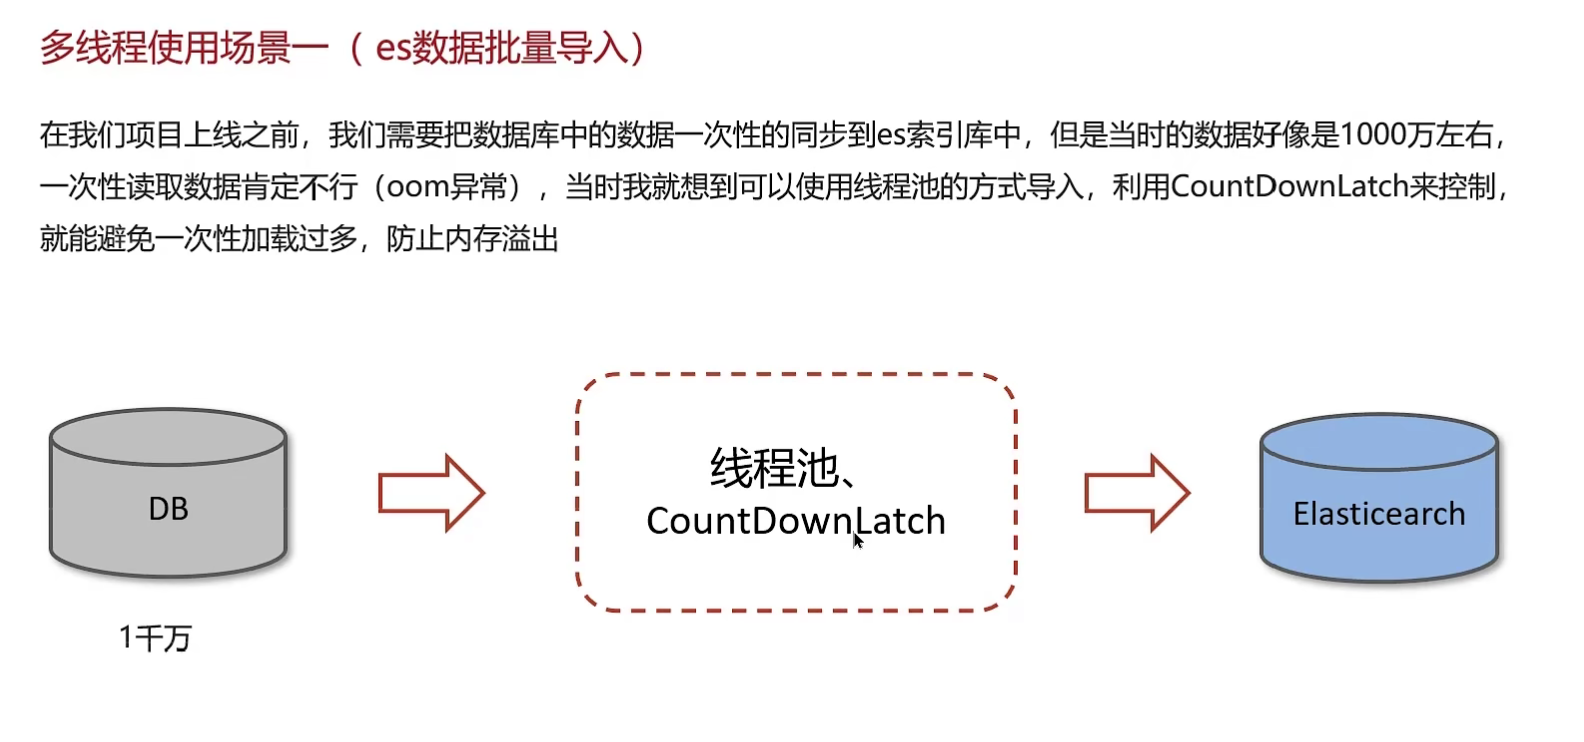 多线程使用场景一（ es数据批量导入）
在我们项目上线之前，我们需要把数据库中的数据一次性的同步到es索引库中，但是当时的数据好像是1000万左右，
一次性读取数据肯定不行（oom异常），当时我就想到可以使用线程池的方式导入，利用CountDownLatch来控制，
就能避免一次性加载过多，防止内存溢出
线程池、
CountDownLatch
DB
Elasticearch
1千万